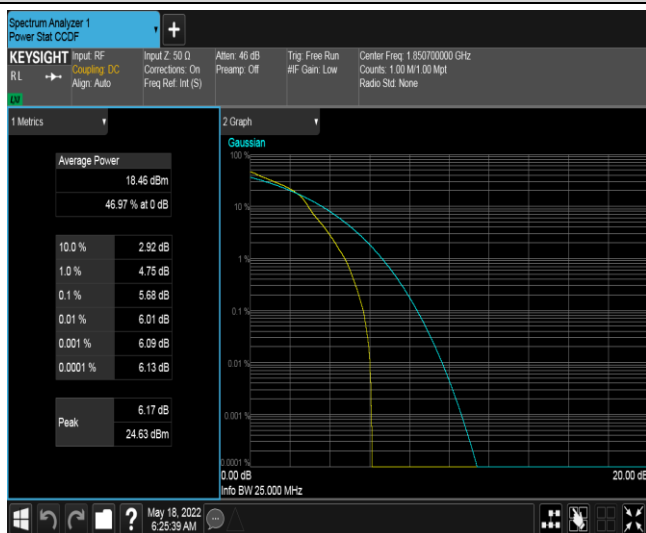 Spectrum Analyzer 1
Power Stat CCDF
+
KEYSIGHT
RL
LNI
Input: RF
Coupling: DC
Align: Auto
Input Z: 50 Ω
Corrections: On
Freq Ref: Int (S)
Atten: 46 dB
Preamp: Off
Trig: Free Run
#IF Gain: Low
Center Freq: 1.850700000 GHz
Counts: 1.00 M/1.00 Mpt
Radio Std: None
1 Metrics
Average Power
18.46 dBm
46.97 % at 0 dB
10.0 % 2.92 dB
1.0 % 4.75 dB
0.1 % 5.68 dB
0.01 % 6.01 dB
0.001 % 6.09 dB
0.0001 % 6.13 dB
Peak
6.17 dB
24.63 dBm
2 Graph
Gaussian
100 %
10 %
1 %
0.1 %
0.01 %
0.001 %
0.0001 %
0.00 dB
20.00 dB
Info BW 25.000 MHz
?
May 18, 2022
6:25:39 AM